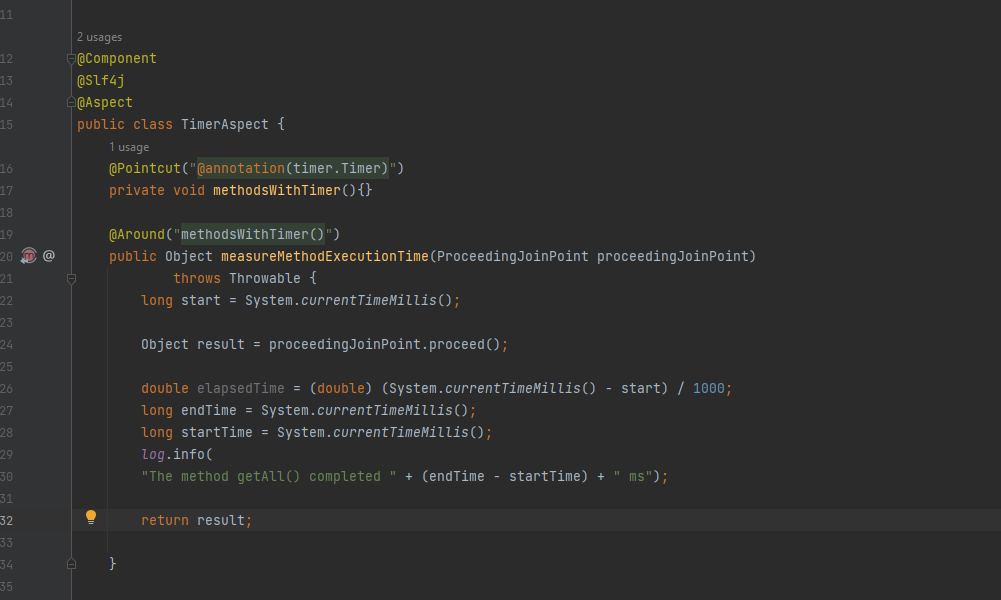 11
2 usages
12 @Component
13 @Slf4j
14 @Aspect
15 public class TimerAspect {
1 usage
16 @Pointcut("@annotation(timer.Timer)")
17 private void methodsWithTimer(){}
18
19 @Around("methodsWithTimer()")
20 @ public Object measureMethodExecutionTime(ProceedingJoinPoint proceedingJoinPoint)
21 throws Throwable {
22 long start = System.currentTimeMillis();
23
24 Object result = proceedingJoinPoint.proceed();
25
26 double elapsedTime = (double) (System.currentTimeMillis() - start) / 1000;
27 long endTime = System.currentTimeMillis();
28 long startTime = System.currentTimeMillis();
29 log.info(
30 "The method getAll() completed " + (endTime - startTime) + " ms");
31
32 return result;
33
34 }
35